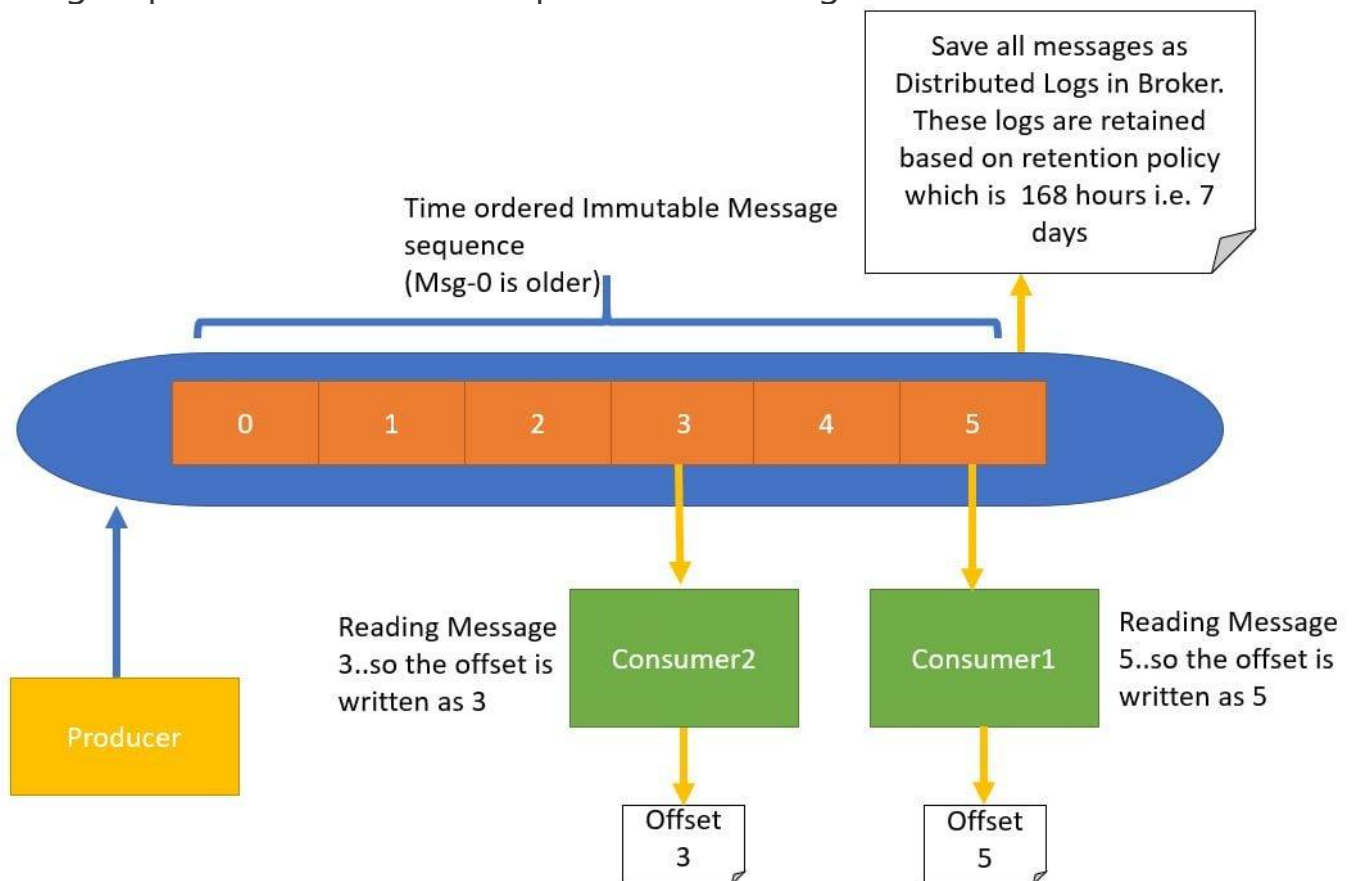 Save all messages as
Distributed Logs in Broker.
These logs are retained
based on retention policy
which is 168 hours i.e. 7
days
Time ordered Immutable Message
sequence
(Msg-0 is older)
0 1 2 3 4 5
Reading Message
3..so the offset is
written as 3
Consumer2
Consumer1
Reading Message
5..so the offset is
written as 5
Producer
Offset
3
Offset
5